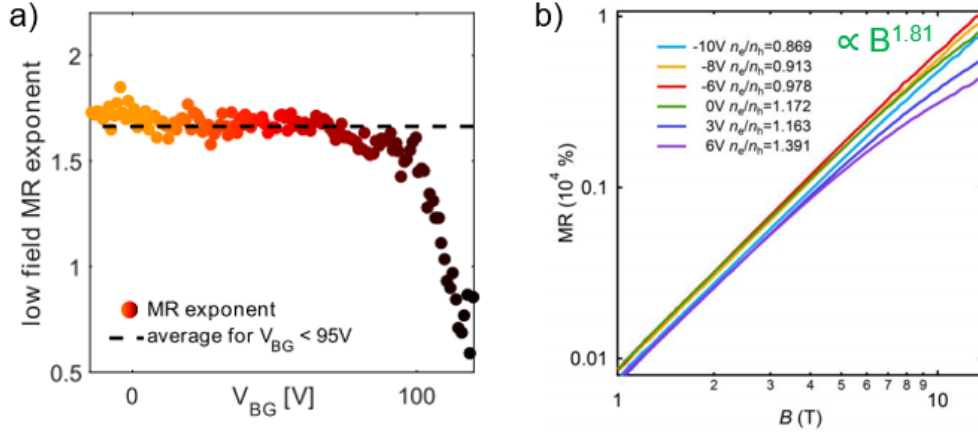 a)
low field MR exponent
2
1.5
1
0.5
0
100
V_BG [V]
MR exponent
average for V_BG < 95V
b)
∝ B^1.81
-10V n_e/n_h=0.869
-8V n_e/n_h=0.913
-6V n_e/n_h=0.978
0V n_e/n_h=1.172
3V n_e/n_h=1.163
6V n_e/n_h=1.391
MR (10^4 %)
1
0.1
0.01
1
2
3
4
5
6
7
8
9
10
B (T)